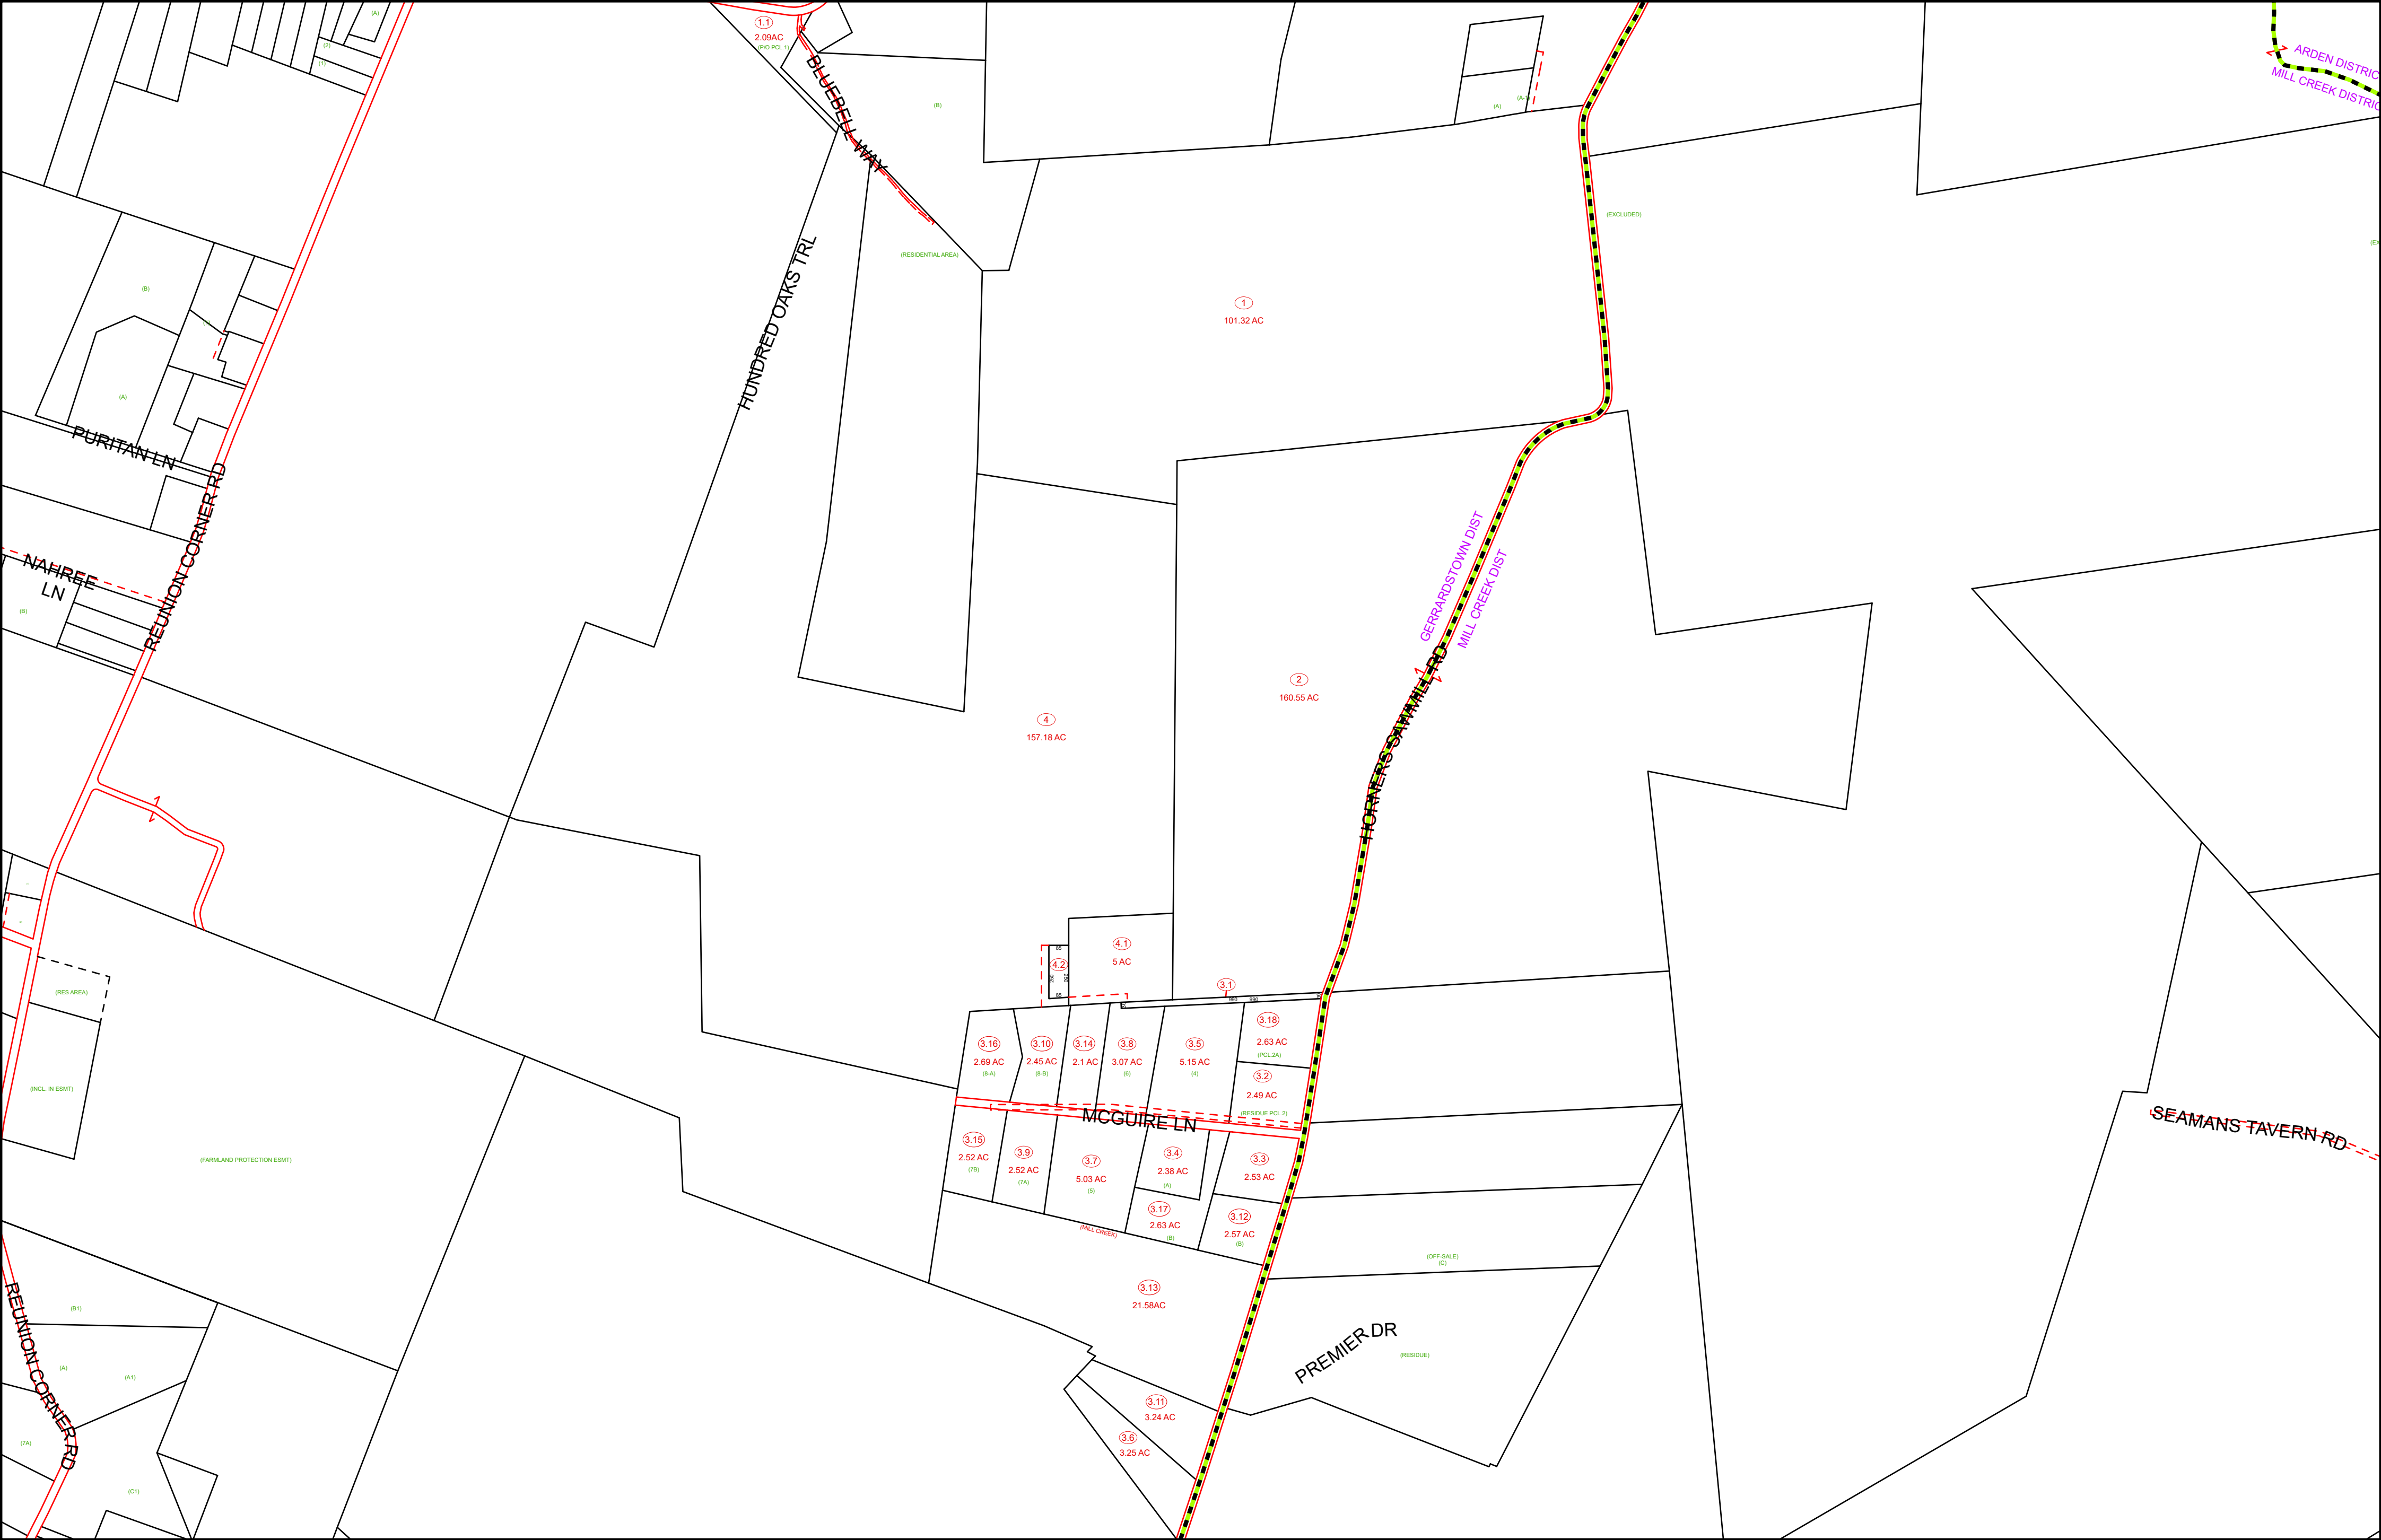 (A)
(2)
(1)
1.1
2.09AC
(P/O PCL.1)
BLUEBELL WAY
(B)
(A)
ARDEN DISTRIC
MILL CREEK DISTRIC
(EXCLUDED)
(RESIDENTIAL AREA)
HUNDRED OAKS TRL
(B)
(A)
1
101.32 AC
PURITAN LN
REUNION CORNER RD
NAHREE
LN
(B)
GERRARDSTOWN DIST
MILL CREEK DIST
THORNERS SAWMILL RD
2
160.55 AC
4
157.18 AC
4.1
5 AC
4.2
85
250
85
3.1
990
990
(RES AREA)
(INCL. IN ESMT)
(FARMLAND PROTECTION ESMT)
3.16
2.69 AC
(8-A)
3.10
2.45 AC
(8-B)
3.14
2.1 AC
3.8
3.07 AC
(6)
3.5
5.15 AC
(4)
3.18
2.63 AC
(PCL.2A)
3.2
2.49 AC
(RESIDUE PCL.2)
MCGUIRE LN
SEAMANS TAVERN RD
3.15
2.52 AC
(7B)
3.9
2.52 AC
(7A)
3.7
5.03 AC
(5)
3.4
2.38 AC
(A)
3.3
2.53 AC
3.17
2.63 AC
(B)
3.12
2.57 AC
(B)
(MILL CREEK)
(OFF-SALE)
(C)
3.13
21.58AC
PREMIER DR
(RESIDUE)
3.11
3.24 AC
3.6
3.25 AC
REUNION CORNER RD
(B1)
(A)
(A1)
(7A)
(C1)